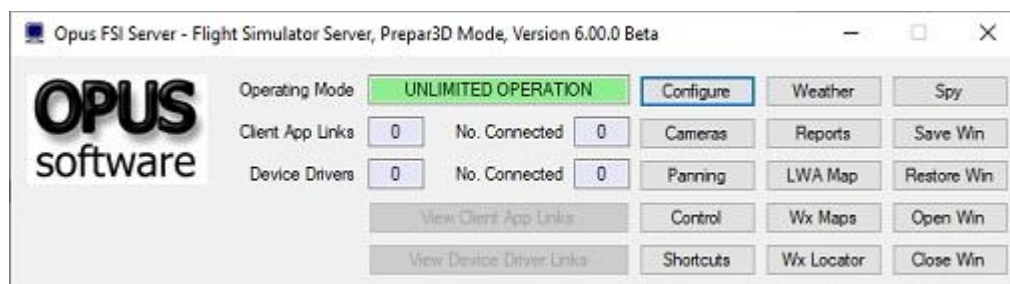 Opus FSI Server - Flight Simulator Server, Prepar3D Mode, Version 6.00.0 Beta
OPUS
software
Operating Mode UNLIMITED OPERATION Configure Weather Spy
Client App Links 0 No. Connected 0 Cameras Reports Save Win
Device Drivers 0 No. Connected 0 Panning LWA Map Restore Win
View Client App Links Control Wx Maps Open Win
View Device Driver Links Shortcuts Wx Locator Close Win